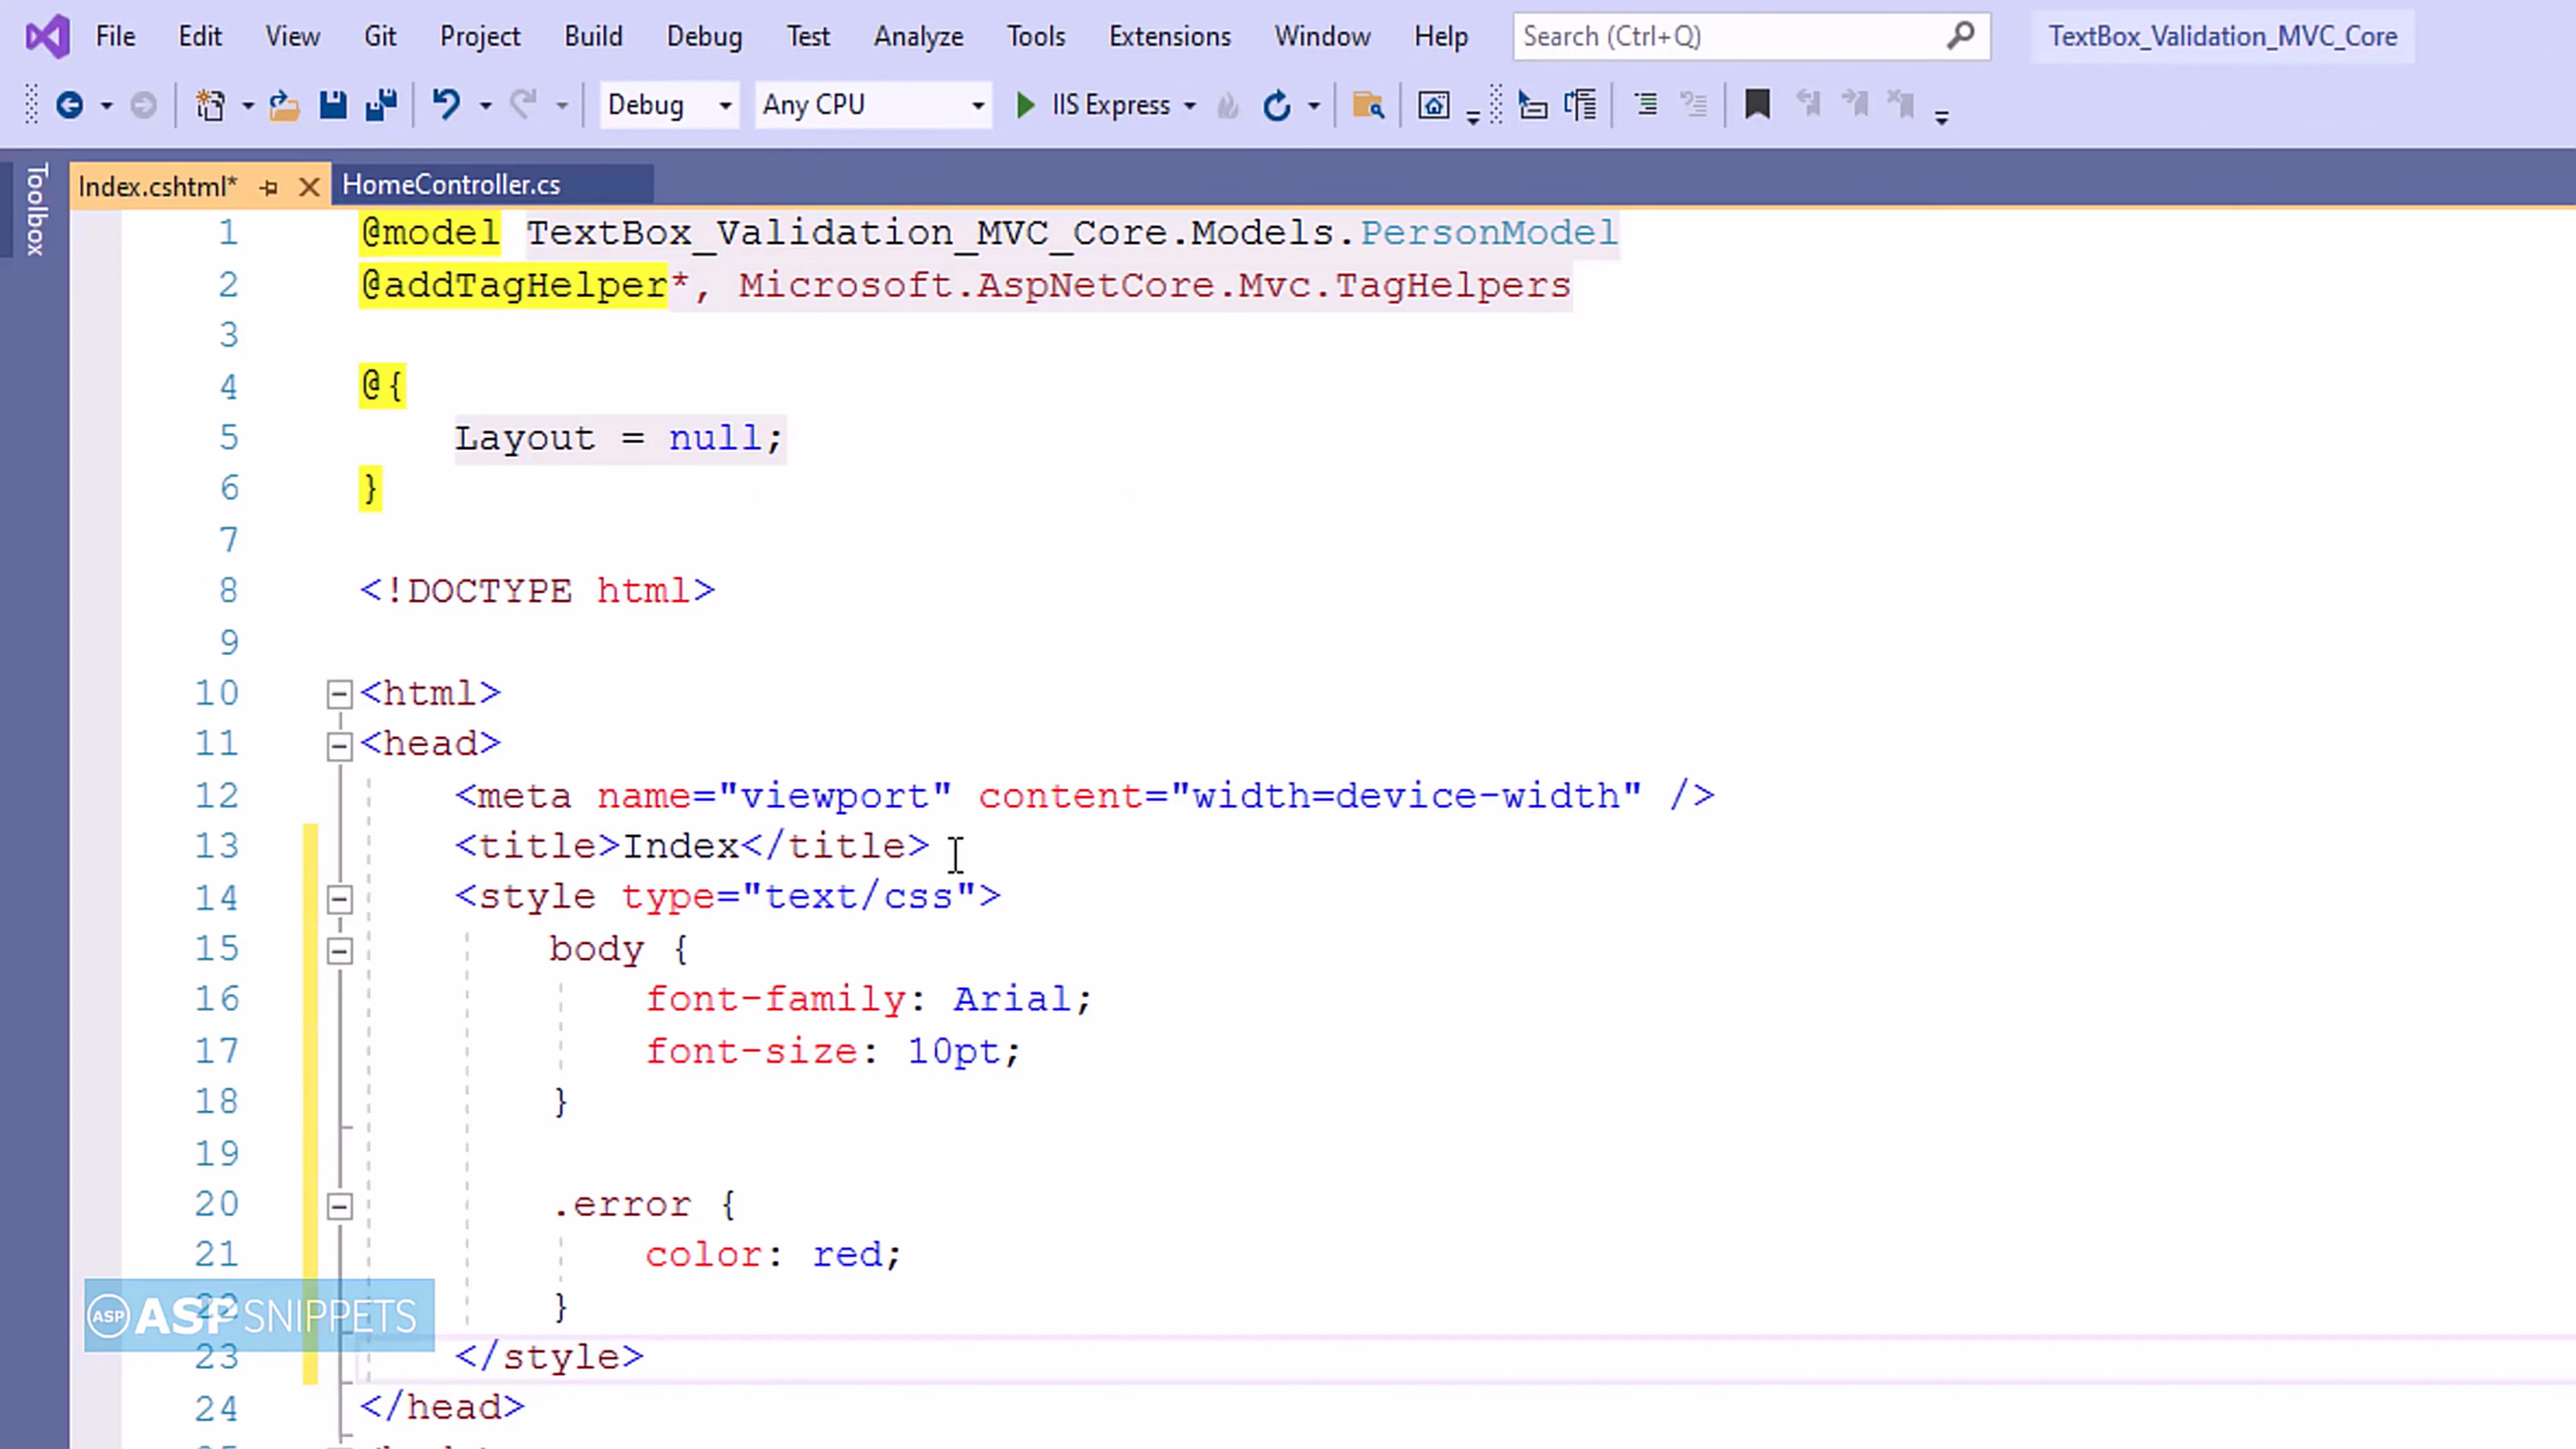 File Edit View Git Project Build Debug Test Analyze Tools Extensions Window Help Search (Ctrl+Q) TextBox_Validation_MVC_Core
Debug Any CPU IIS Express
Toolbox
Index.cshtml* HomeController.cs
1 @model TextBox_Validation_MVC_Core.Models.PersonModel
2 @addTagHelper*, Microsoft.AspNetCore.Mvc.TagHelpers
3
4 @{
5 Layout = null;
6 }
7
8 <!DOCTYPE html>
9
10 <html>
11 <head>
12 <meta name="viewport" content="width=device-width" />
13 <title>Index</title>
14 <style type="text/css">
15 body {
16 font-family: Arial;
17 font-size: 10pt;
18 }
19
20 .error {
21 color: red;
22 }
ASP ASPSNIPPETS
23 </style>
24 </head>